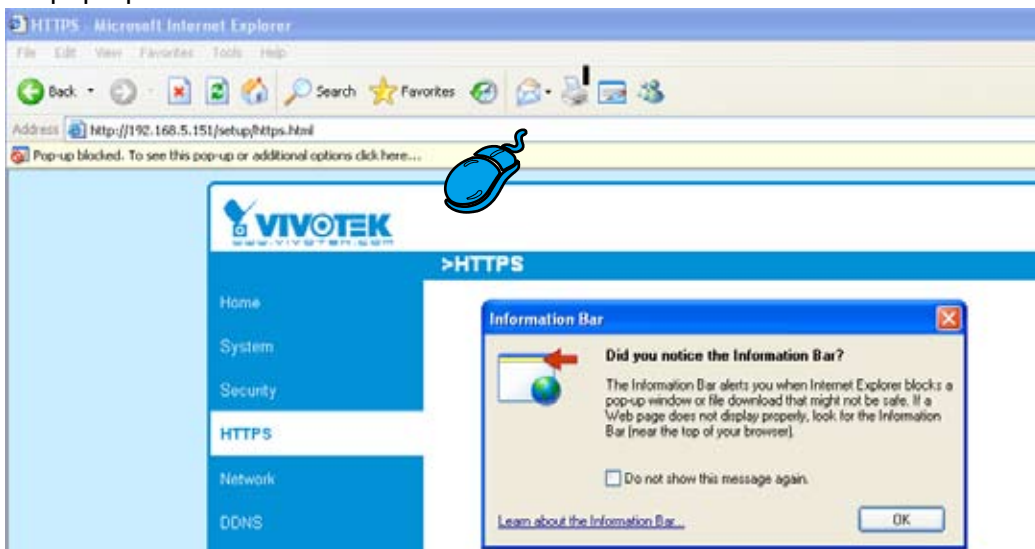 HTTPS - Microsoft Internet Explorer
File Edit View Favorites Tools Help
Back Search Favorites
Address http://192.168.5.151/setup/https.html
Pop-up blocked. To see this pop-up or additional options click here...
VIVOTEK
www.vivotek.com
>HTTPS
Home
System
Security
HTTPS
Network
DDNS
Information Bar
Did you notice the Information Bar?
The Information Bar alerts you when Internet Explorer blocks a
pop-up window or file download that might not be safe. If a
Web page does not display properly, look for the Information
Bar (near the top of your browser).
Do not show this message again.
Learn about the Information Bar...
OK